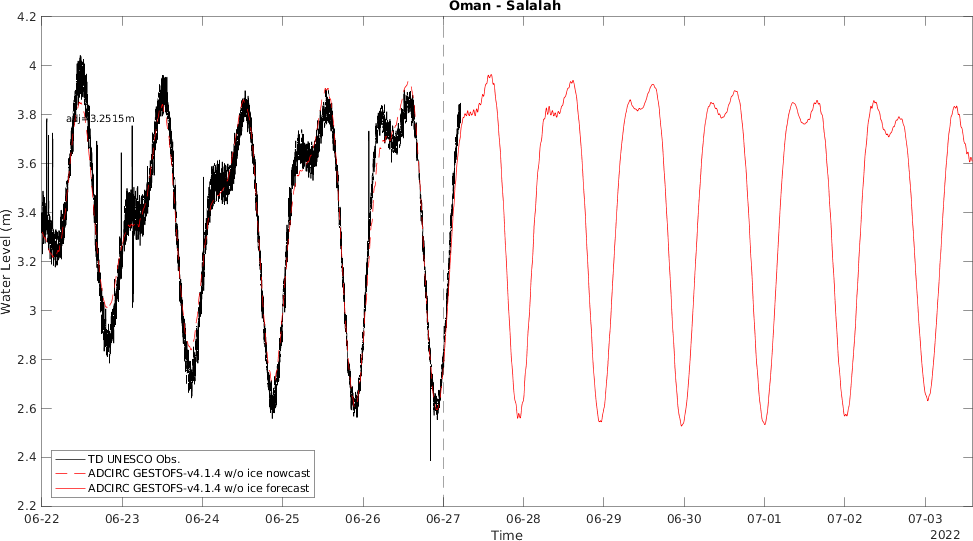 Oman - Salalah
4.2
4
3.8
3.6
3.4
3.2
3
2.8
2.6
2.4
2.2
Water Level (m)
3.2515m
TD UNESCO Obs.
ADCIRC GESTOFS-v4.1.4 w/o ice nowcast
ADCIRC GESTOFS-v4.1.4 w/o ice forecast
06-22 06-23 06-24 06-25 06-26 06-27 06-28 06-29 06-30 07-01 07-02 07-03
Time
2022